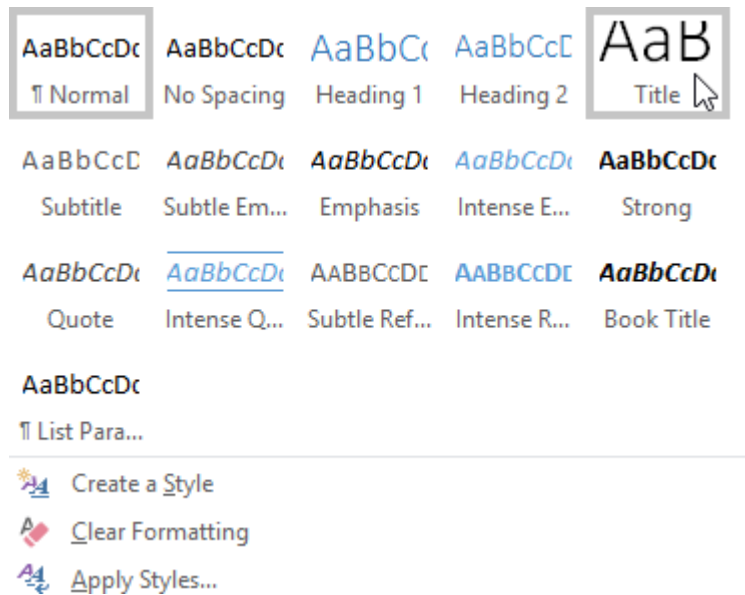 AaBbCcDc AaBbCcDc AaBbCc AaBbCcD AaB
¶ Normal No Spacing Heading 1 Heading 2 Title
AaBbCcD AaBbCcDc AaBbCcDc AaBbCcDc AaBbCcDc
Subtitle Subtle Em... Emphasis Intense E... Strong
AaBbCcDc AaBbCcDc AABBCCDD AABBCCDD AaBbCcDc
Quote Intense Q... Subtle Ref... Intense R... Book Title
AaBbCcDc
¶ List Para...
Create a Style
Clear Formatting
Apply Styles...